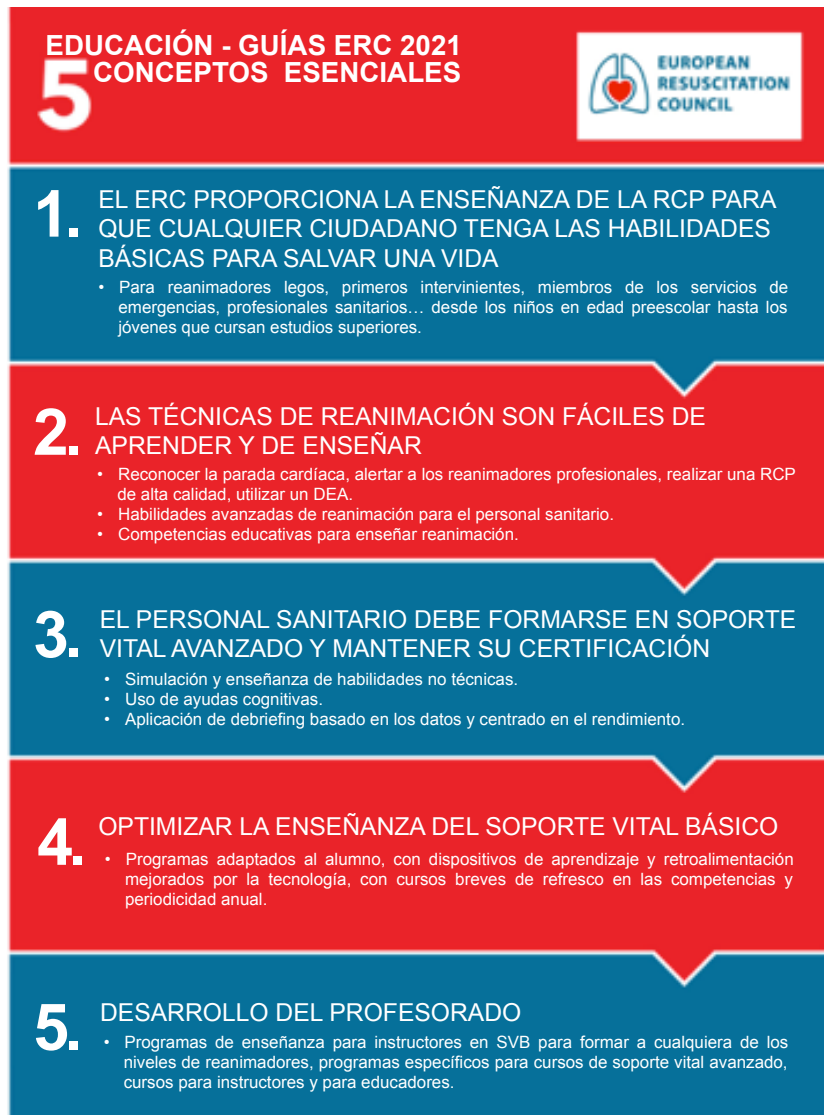 EDUCACIÓN - GUÍAS ERC 2021
5 CONCEPTOS ESENCIALES
EUROPEAN
RESUSCITATION
COUNCIL
1. EL ERC PROPORCIONA LA ENSEÑANZA DE LA RCP PARA
QUE CUALQUIER CIUDADANO TENGA LAS HABILIDADES
BÁSICAS PARA SALVAR UNA VIDA
• Para reanimadores legos, primeros intervinientes, miembros de los servicios de
emergencias, profesionales sanitarios… desde los niños en edad preescolar hasta los
jóvenes que cursan estudios superiores.
2. LAS TÉCNICAS DE REANIMACIÓN SON FÁCILES DE
APRENDER Y DE ENSEÑAR
• Reconocer la parada cardíaca, alertar a los reanimadores profesionales, realizar una RCP
de alta calidad, utilizar un DEA.
• Habilidades avanzadas de reanimación para el personal sanitario.
• Competencias educativas para enseñar reanimación.
3. EL PERSONAL SANITARIO DEBE FORMARSE EN SOPORTE
VITAL AVANZADO Y MANTENER SU CERTIFICACIÓN
• Simulación y enseñanza de habilidades no técnicas.
• Uso de ayudas cognitivas.
• Aplicación de debriefing basado en los datos y centrado en el rendimiento.
4. OPTIMIZAR LA ENSEÑANZA DEL SOPORTE VITAL BÁSICO
• Programas adaptados al alumno, con dispositivos de aprendizaje y retroalimentación
mejorados por la tecnología, con cursos breves de refresco en las competencias y
periodicidad anual.
5. DESARROLLO DEL PROFESORADO
• Programas de enseñanza para instructores en SVB para formar a cualquiera de los
niveles de reanimadores, programas específicos para cursos de soporte vital avanzado,
cursos para instructores y para educadores.